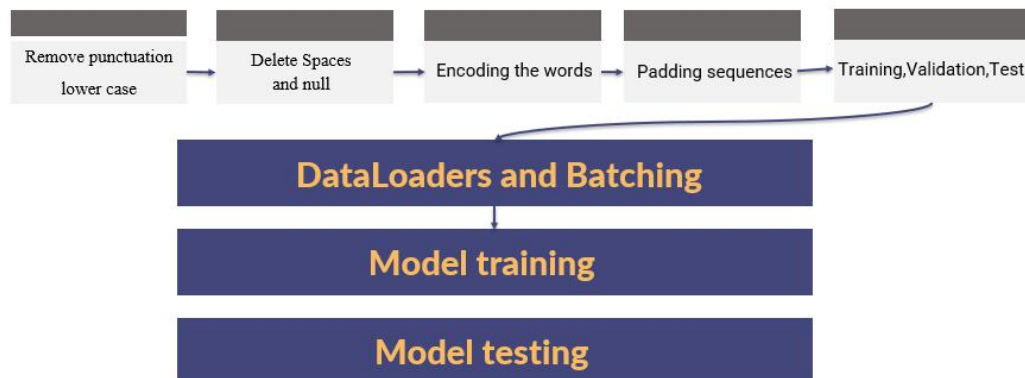 Remove punctuation
lower case
Delete Spaces
and null
Encoding the words
Padding sequences
Training,Validation,Test
DataLoaders and Batching
Model training
Model testing